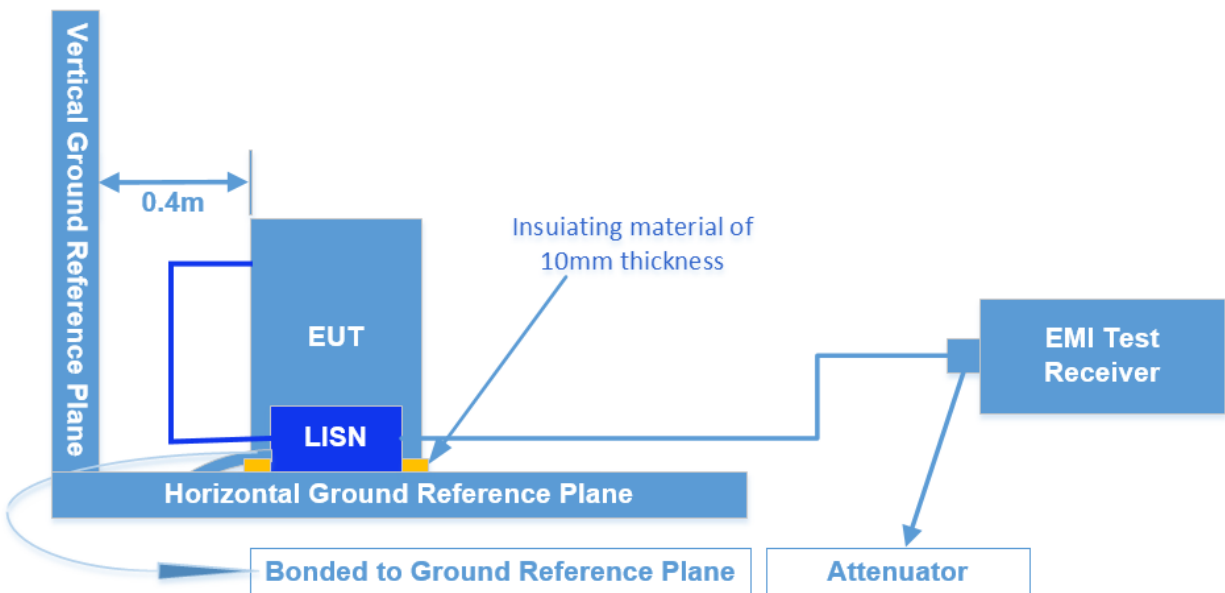 Vertical Ground Reference Plane
0.4m
Insuiating material of
10mm thickness
EUT
EMI Test
Receiver
LISN
Horizontal Ground Reference Plane
Bonded to Ground Reference Plane
Attenuator